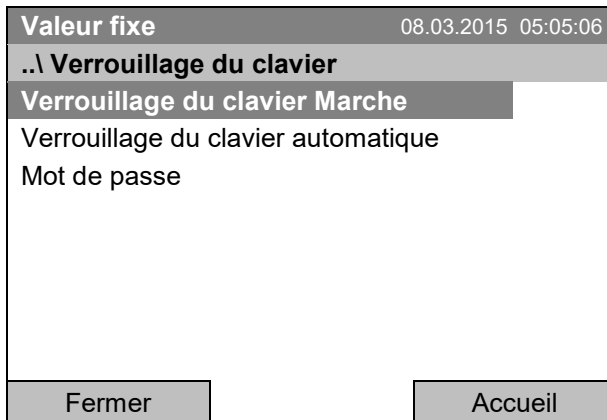 Valeur fixe 08.03.2015 05:05:06
..\ Verrouillage du clavier
Verrouillage du clavier Marche
Verrouillage du clavier automatique
Mot de passe
Fermer Accueil